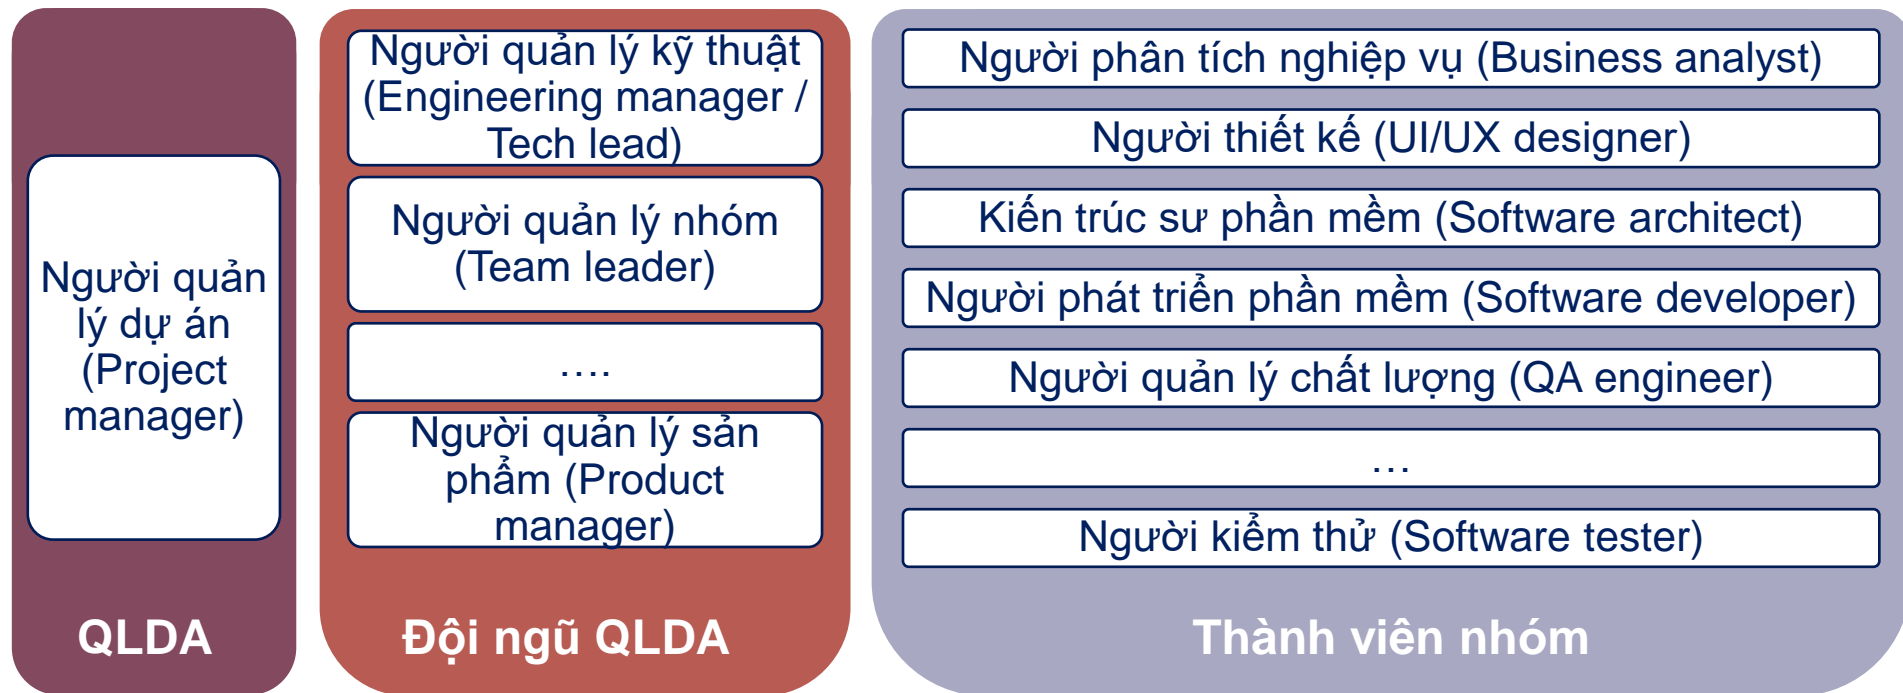 Người quản
lý dự án
(Project
manager)
QLDA
Người quản lý kỹ thuật
(Engineering manager /
Tech lead)
Người quản lý nhóm
(Team leader)
....
Người quản lý sản
phẩm (Product
manager)
Đội ngũ QLDA
Người phân tích nghiệp vụ (Business analyst)
Người thiết kế (UI/UX designer)
Kiến trúc sư phần mềm (Software architect)
Người phát triển phần mềm (Software developer)
Người quản lý chất lượng (QA engineer)
...
Người kiểm thử (Software tester)
Thành viên nhóm